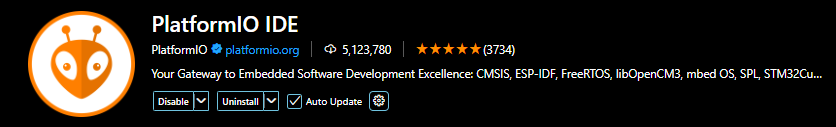 PlatformIO IDE
PlatformIO platformio.org | 5,123,780 | ★★★★★(3734)
Your Gateway to Embedded Software Development Excellence: CMSIS, ESP-IDF, FreeRTOS, libOpenCM3, mbed OS, SPL, STM32Cu...
Disable Uninstall Auto Update